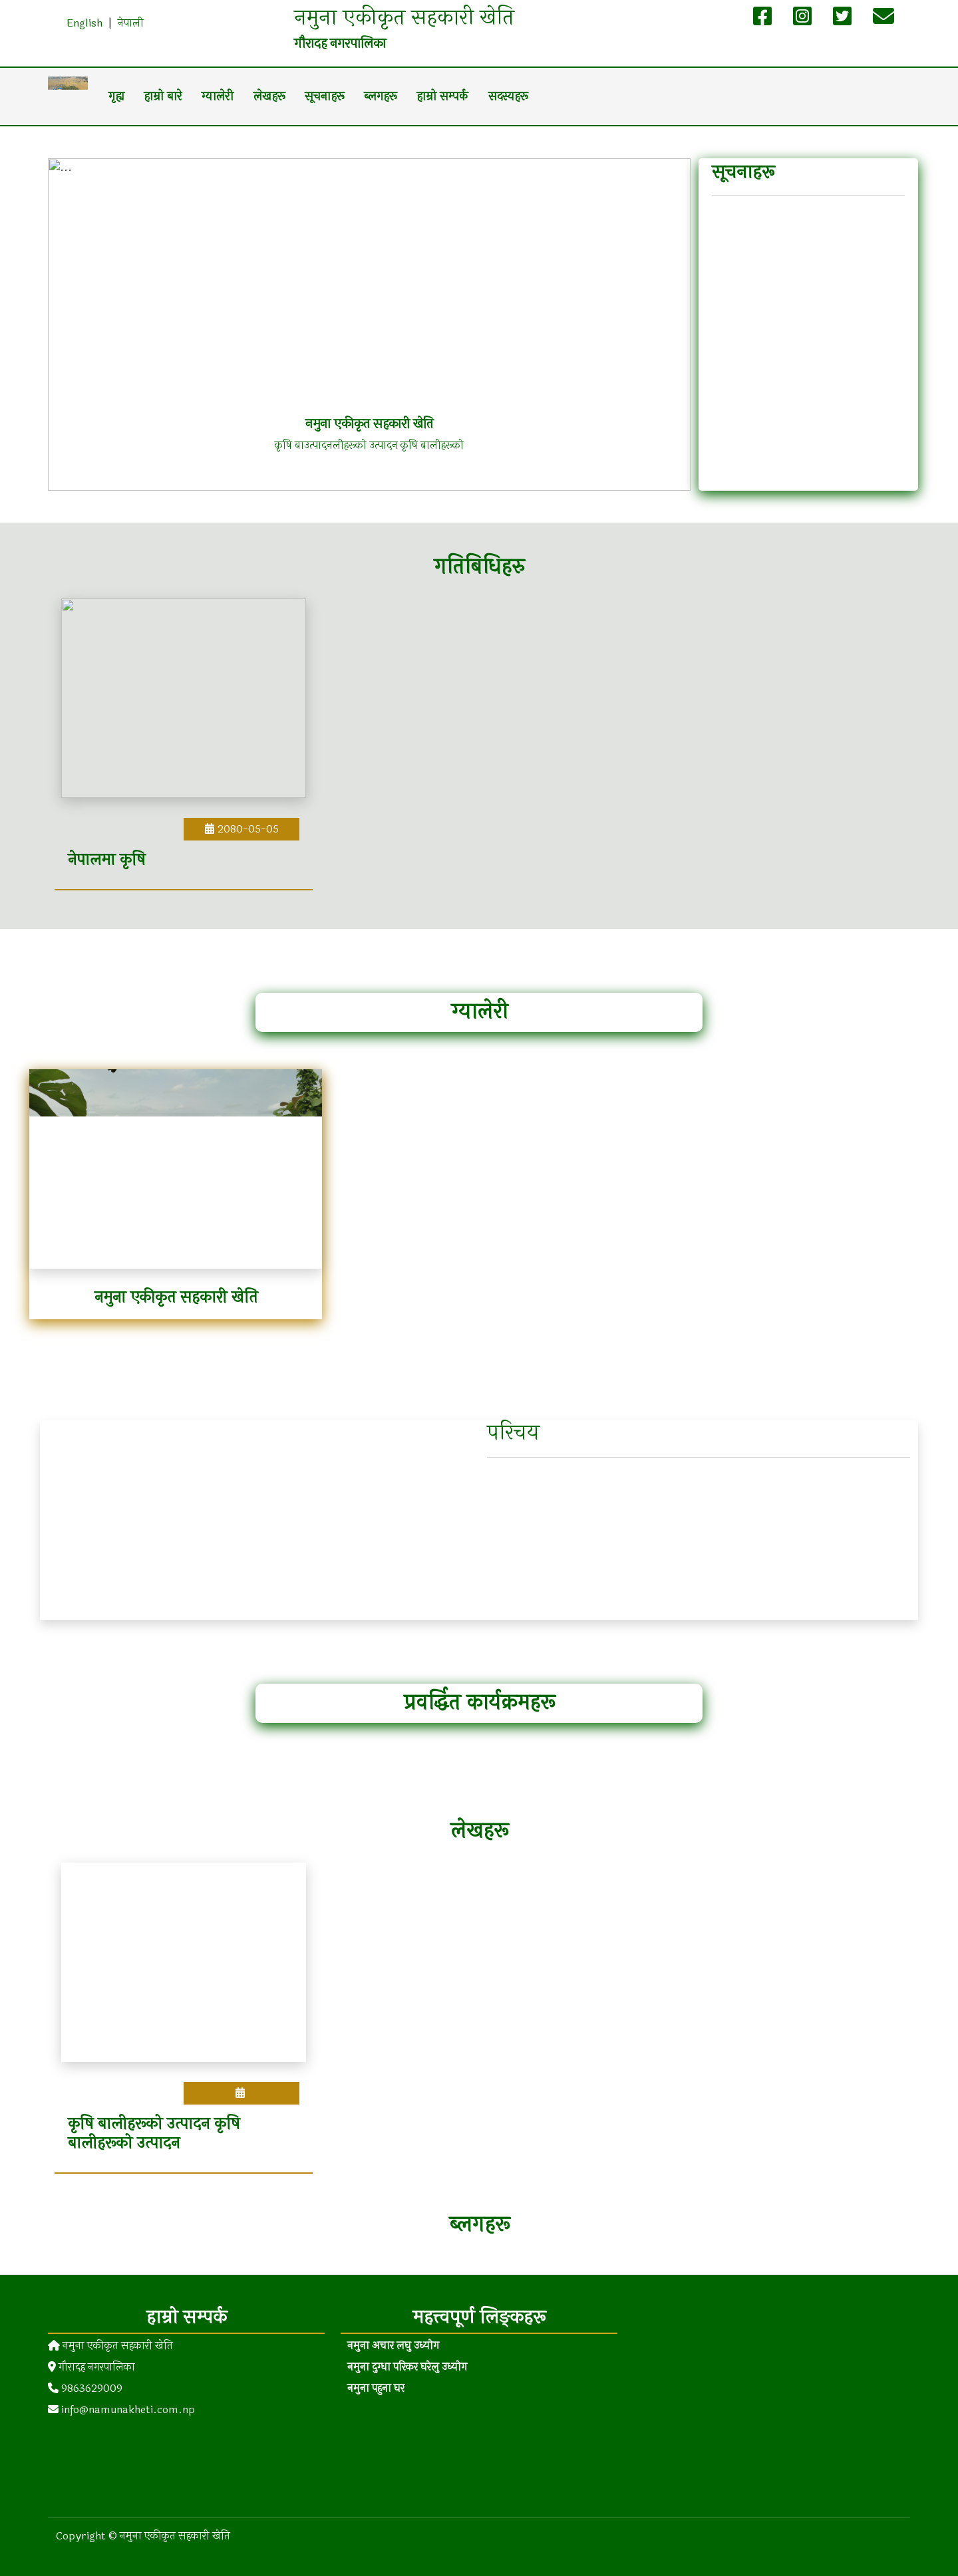 English | नेपाली
नमुना एकीकृत सहकारी खेति
गौरादह नगरपालिका
गृह्य हाम्रो बारे ग्यालेरी लेखहरू सूचनाहरू ब्लगहरू हाम्रो सम्पर्क सदस्यहरू
...
सूचनाहरू
नमुना एकीकृत सहकारी खेति
कृषि बाउत्पादनलीहरूको उत्पादन कृषि बालीहरूको
गतिबिधिहरु
2080-05-05
नेपालमा कृषि
ग्यालेरी
नमुना एकीकृत सहकारी खेति
परिचय
प्रवर्द्धित कार्यक्रमहरू
लेखहरू
कृषि बालीहरूको उत्पादन कृषि
बालीहरूको उत्पादन
ब्लगहरू
हाम्रो सम्पर्क
नमुना एकीकृत सहकारी खेति
गौरादह नगरपालिका
9863629009
info@namunakheti.com.np
महत्त्वपूर्ण लिङ्कहरू
नमुना अचार लघु उध्योग
नमुना दुग्धा परिकर घरेलु उध्योग
नमुना पहुना घर
Copyright © नमुना एकीकृत सहकारी खेति